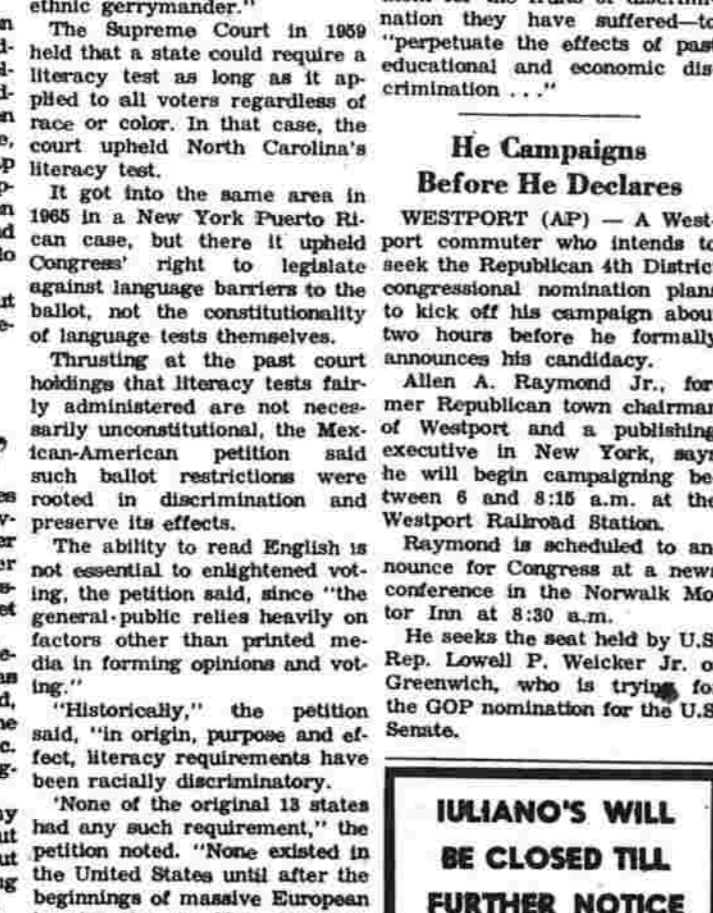 ethnic gerrymander."
The Supreme Court in 1959
held that a state could require a
literacy test as long as it ap-
plied to all voters regardless of
race or color. In that case, the
court upheld North Carolina's
literacy test.
It got into the same area in
1965 in a New York Puerto Ri-
can case, but there it upheld
Congress' right to legislate
against language barriers to the
ballot, not the constitutionality
of language tests themselves.
Thrusting at the past court
holdings that literacy tests fair-
ly administered are not neces-
sarily unconstitutional, the Mex-
ican-American petition said
such ballot restrictions were
rooted in discrimination and
preserve its effects.
The ability to read English is
not essential to enlightened vot-
ing, the petition said, since "the
general public relies heavily on
factors other than printed me-
dia in forming opinions and vot-
ing."
"Historically," the petition
said, "in origin, purpose and ef-
fect, literacy requirements have
been racially discriminatory.
'None of the original 13 states
had any such requirement," the
petition noted. "None existed in
the United States until after the
beginnings of massive European
nation they have suffered—to
"perpetuate the effects of past
educational and economic dis
crimination . . ."
He Campaigns
Before He Declares
WESTPORT (AP) — A West-
port commuter who intends to
seek the Republican 4th Distric
congressional nomination plans
to kick off his campaign abou
two hours before he formally
announces his candidacy.
Allen A. Raymond Jr., for
mer Republican town chairman
of Westport and a publishing
executive in New York, says
he will begin campaigning be
tween 6 and 8:15 a.m. at the
Westport Railroad Station.
Raymond is scheduled to an
nounce for Congress at a news
conference in the Norwalk Mo
tor Inn at 8:30 a.m.
He seeks the seat held by U.S
Rep. Lowell P. Weicker Jr. o
Greenwich, who is trying fo
the GOP nomination for the U.S
Senate.
IULIANO'S WILL
BE CLOSED TILL
FURTHER NOTICE